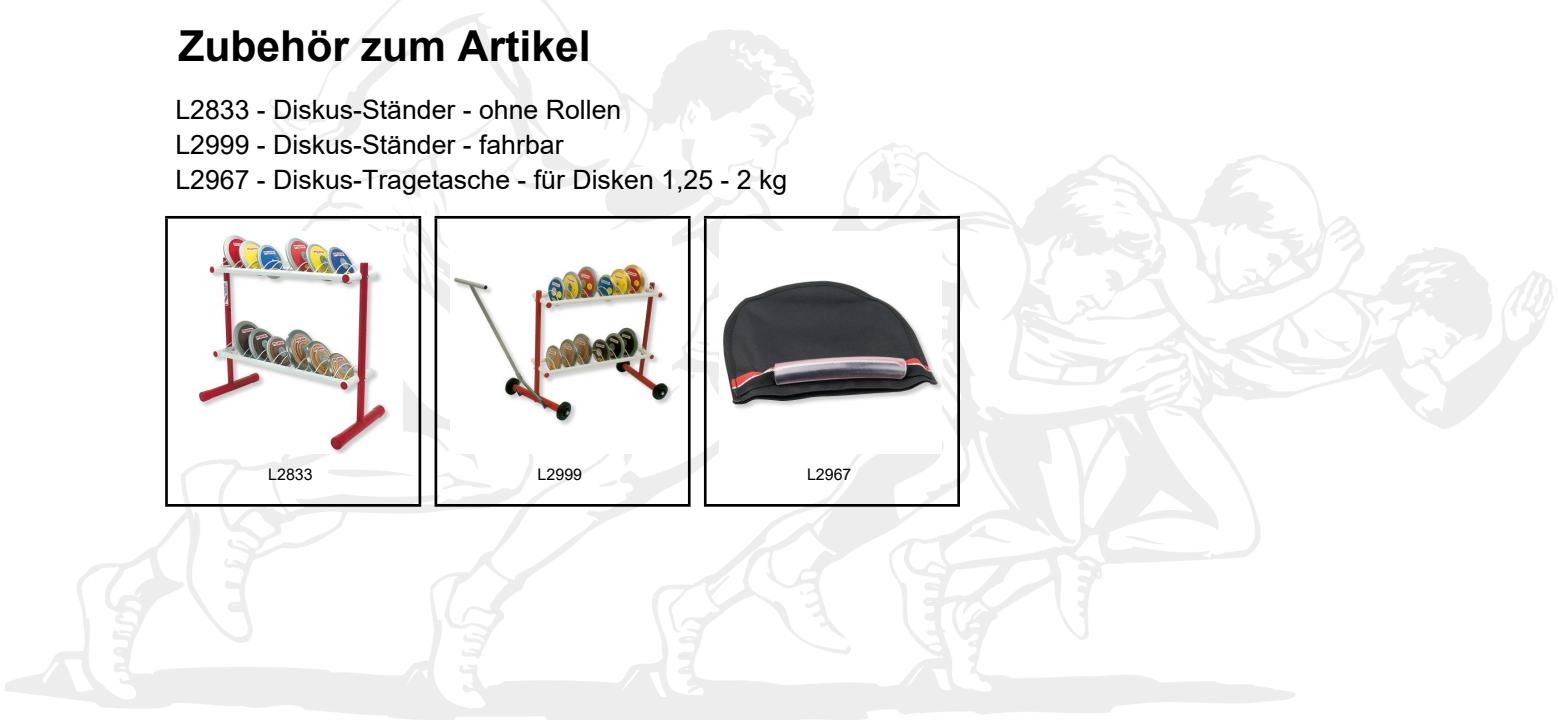 Zubehör zum Artikel
L2833 - Diskus-Ständer - ohne Rollen
L2999 - Diskus-Ständer - fahrbar
L2967 - Diskus-Tragetasche - für Disken 1,25 - 2 kg
L2833
L2999
L2967